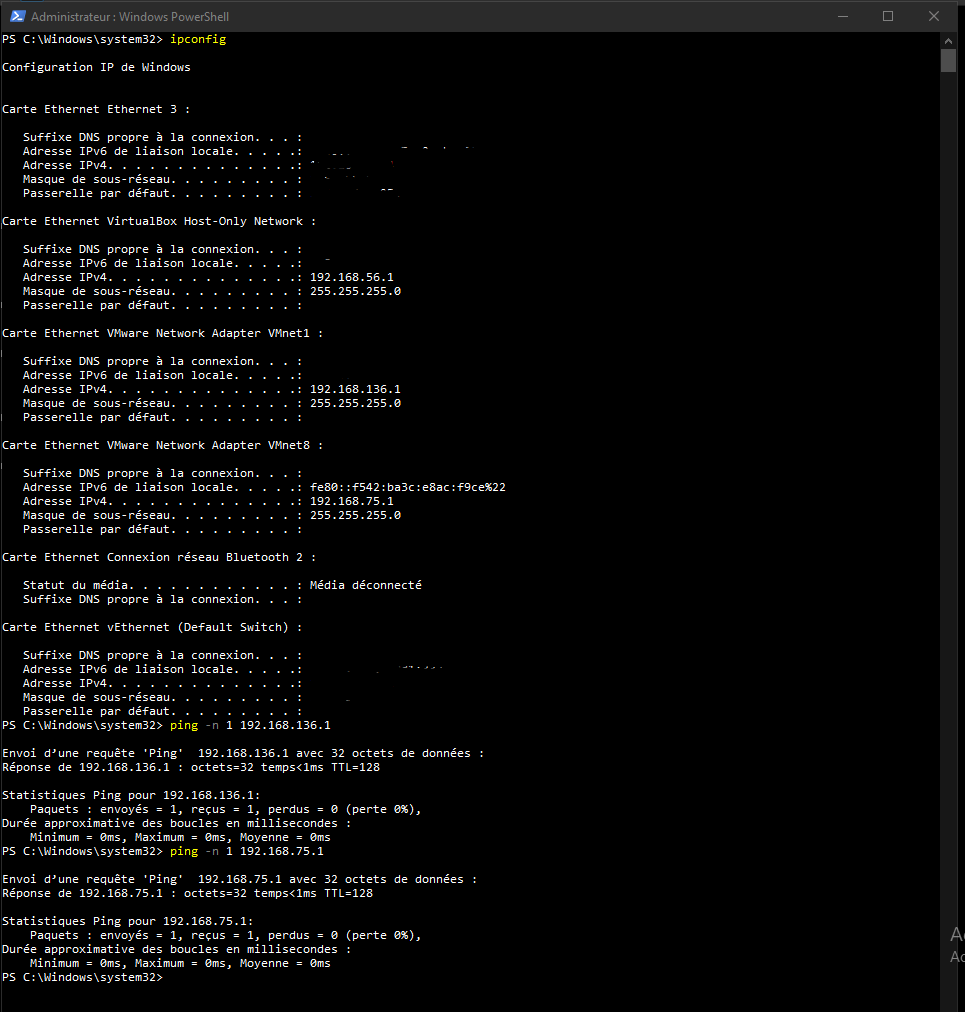 Administrateur : Windows PowerShell
PS C:\Windows\system32> ipconfig
Configuration IP de Windows
Carte Ethernet Ethernet 3 :
Suffixe DNS propre à la connexion. . . :
Adresse IPv6 de liaison locale. . . . .:
Adresse IPv4. . . . . . . . . . . . . .:
Masque de sous-réseau. . . . . . . . . :
Passerelle par défaut. . . . . . . . . :
Carte Ethernet VirtualBox Host-Only Network :
Suffixe DNS propre à la connexion. . . :
Adresse IPv6 de liaison locale. . . . .:
Adresse IPv4. . . . . . . . . . . . . .: 192.168.56.1
Masque de sous-réseau. . . . . . . . . : 255.255.255.0
Passerelle par défaut. . . . . . . . . :
Carte Ethernet VMware Network Adapter VMnet1 :
Suffixe DNS propre à la connexion. . . :
Adresse IPv6 de liaison locale. . . . .:
Adresse IPv4. . . . . . . . . . . . . .: 192.168.136.1
Masque de sous-réseau. . . . . . . . . : 255.255.255.0
Passerelle par défaut. . . . . . . . . :
Carte Ethernet VMware Network Adapter VMnet8 :
Suffixe DNS propre à la connexion. . . :
Adresse IPv6 de liaison locale. . . . .: fe80::f542:ba3c:e8ac:f9ce%22
Adresse IPv4. . . . . . . . . . . . . .: 192.168.75.1
Masque de sous-réseau. . . . . . . . . : 255.255.255.0
Passerelle par défaut. . . . . . . . . :
Carte Ethernet Connexion réseau Bluetooth 2 :
Statut du média. . . . . . . . . . . . : Média déconnecté
Suffixe DNS propre à la connexion. . . :
Carte Ethernet vEthernet (Default Switch) :
Suffixe DNS propre à la connexion. . . :
Adresse IPv6 de liaison locale. . . . .:
Adresse IPv4. . . . . . . . . . . . . .:
Masque de sous-réseau. . . . . . . . . :
Passerelle par défaut. . . . . . . . . :
PS C:\Windows\system32> ping -n 1 192.168.136.1
Envoi d’une requête 'Ping'  192.168.136.1 avec 32 octets de données :
Réponse de 192.168.136.1 : octets=32 temps<1ms TTL=128
Statistiques Ping pour 192.168.136.1:
Paquets : envoyés = 1, reçus = 1, perdus = 0 (perte 0%),
Durée approximative des boucles en millisecondes :
Minimum = 0ms, Maximum = 0ms, Moyenne = 0ms
PS C:\Windows\system32> ping -n 1 192.168.75.1
Envoi d’une requête 'Ping'  192.168.75.1 avec 32 octets de données :
Réponse de 192.168.75.1 : octets=32 temps<1ms TTL=128
Statistiques Ping pour 192.168.75.1:
Paquets : envoyés = 1, reçus = 1, perdus = 0 (perte 0%),
Durée approximative des boucles en millisecondes :
Minimum = 0ms, Maximum = 0ms, Moyenne = 0ms
PS C:\Windows\system32>